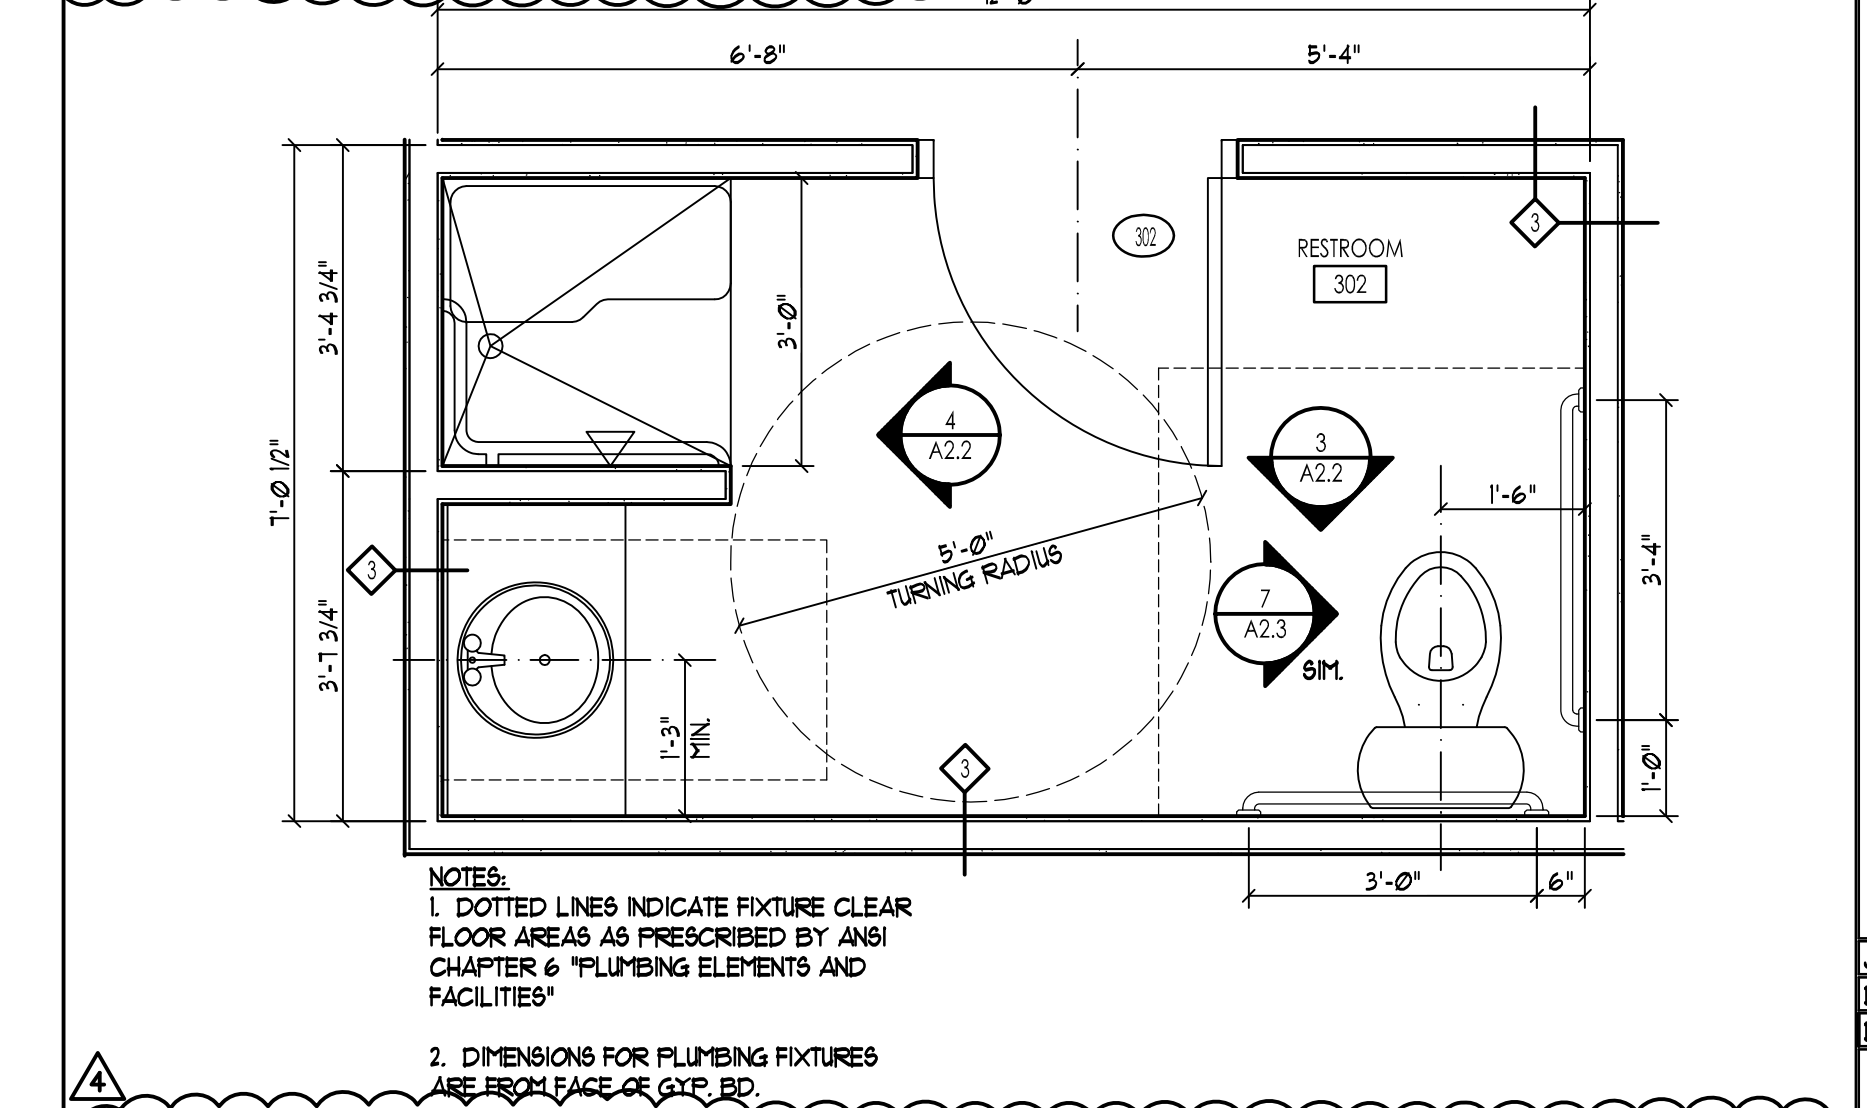 12'-0"
6'-8"
5'-4"
3
302
RESTROOM
302
3'-4 3/4"
3'-0"
7'-0 1/2"
4
A2.2
3
A2.2
1'-6"
5'-0"
TURNING RADIUS
3'-4"
3
7
A2.3
SIM.
3'-7 3/4"
1'-3"
MIN.
3
1'-0"
3'-0"
6"
NOTES:
1. DOTTED LINES INDICATE FIXTURE CLEAR
FLOOR AREAS AS PRESCRIBED BY ANSI
CHAPTER 6 "PLUMBING ELEMENTS AND
FACILITIES"
2. DIMENSIONS FOR PLUMBING FIXTURES
ARE FROM FACE OF GYP. BD.
4